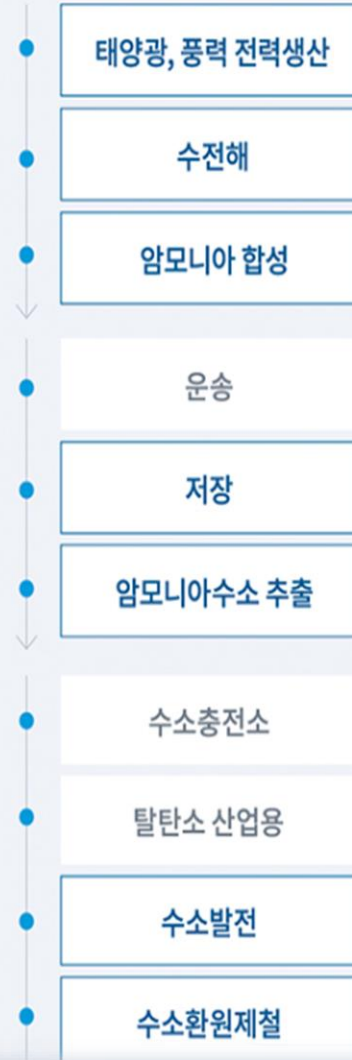 태양광, 풍력 전력생산
수전해
암모니아 합성
운송
저장
암모니아수소 추출
수소충전소
탈탄소 산업용
수소발전
수소환원제철